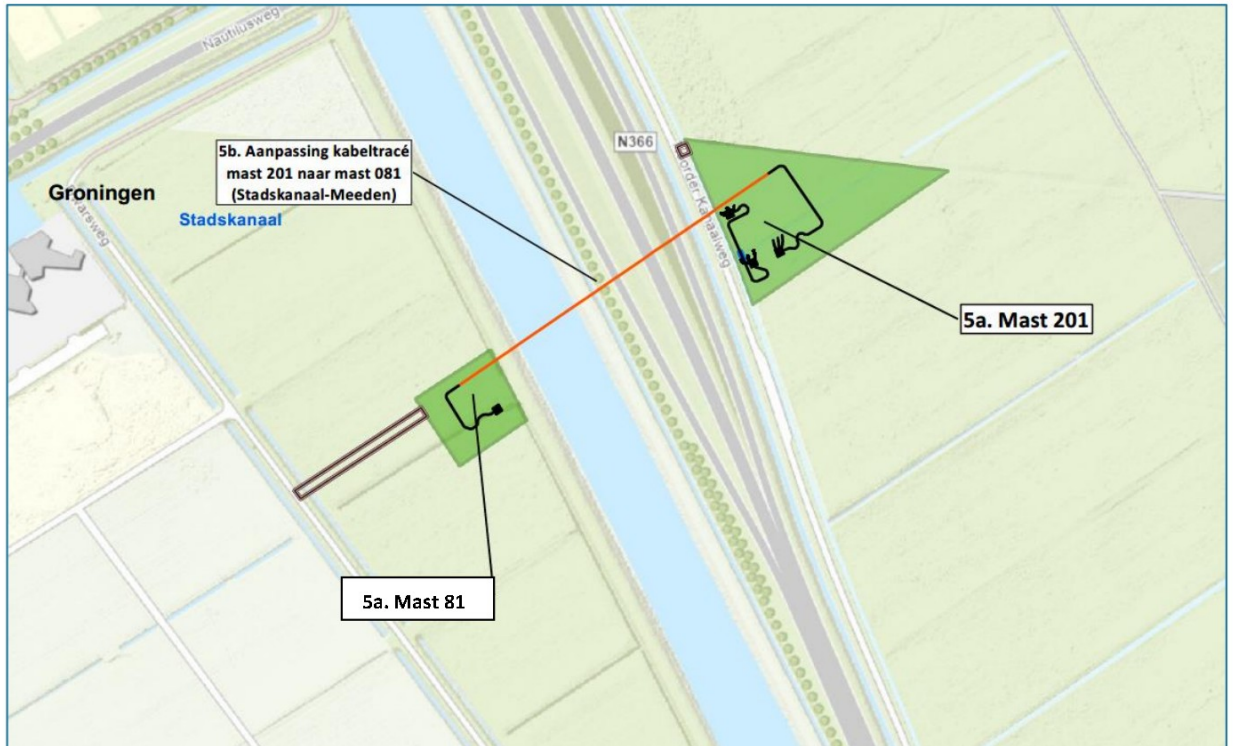 Nautilusweg
N366
5b. Aanpassing kabeltracé
mast 201 naar mast 081
(Stadskanaal-Meeden)
Groningen
Stadskanaal
5a. Mast 201
5a. Mast 81